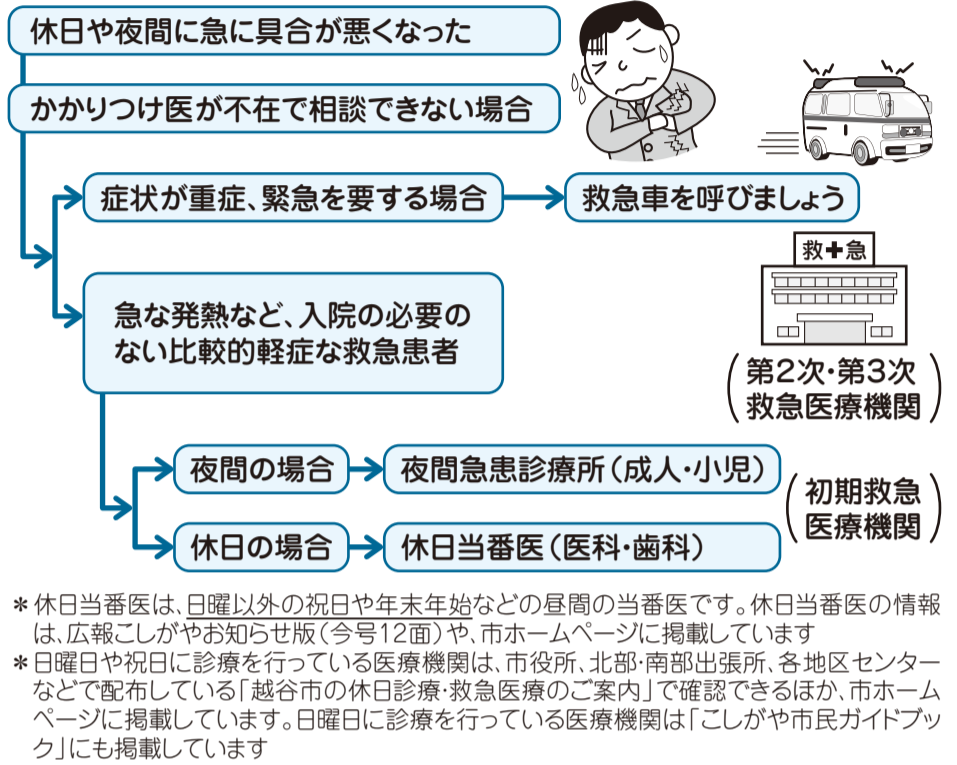 休日や夜間に急に具合が悪くなった
かかりつけ医が不在で相談できない場合
症状が重症、緊急を要する場合
救急車を呼びましょう
救✚急
急な発熱など、入院の必要の
ない比較的軽症な救急患者
第2次・第3次
救急医療機関
夜間の場合
夜間急患診療所(成人・小児)
初期救急
医療機関
休日の場合
休日当番医(医科・歯科)
＊休日当番医は、日曜以外の祝日や年末年始などの昼間の当番医です。休日当番医の情報
は、広報こしがやお知らせ版(今号12面)や、市ホームページに掲載しています
＊日曜日や祝日に診療を行っている医療機関は、市役所、北部・南部出張所、各地区センター
などで配布している「越谷市の休日診療・救急医療のご案内」で確認できるほか、市ホーム
ページに掲載しています。日曜日に診療を行っている医療機関は「こしがや市民ガイドブッ
ク」にも掲載しています